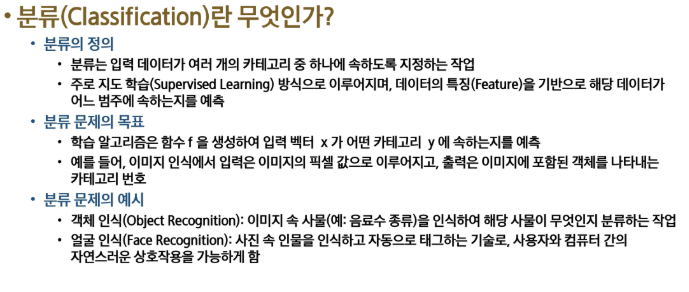 • 분류(Classification)란 무엇인가?
• 분류의 정의
• 분류는 입력 데이터가 여러 개의 카테고리 중 하나에 속하도록 지정하는 작업
• 주로 지도 학습(Supervised Learning) 방식으로 이루어지며, 데이터의 특징(Feature)을 기반으로 해당 데이터가
어느 범주에 속하는지를 예측
• 분류 문제의 목표
• 학습 알고리즘은 함수 f 을 생성하여 입력 벡터 x 가 어떤 카테고리 y 에 속하는지를 예측
• 예를 들어, 이미지 인식에서 입력은 이미지의 픽셀 값으로 이루어지고, 출력은 이미지에 포함된 객체를 나타내는
카테고리 번호
• 분류 문제의 예시
• 객체 인식(Object Recognition): 이미지 속 사물(예: 음료수 종류)을 인식하여 해당 사물이 무엇인지 분류하는 작업
• 얼굴 인식(Face Recognition): 사진 속 인물을 인식하고 자동으로 태그하는 기술로, 사용자와 컴퓨터 간의
자연스러운 상호작용을 가능하게 함